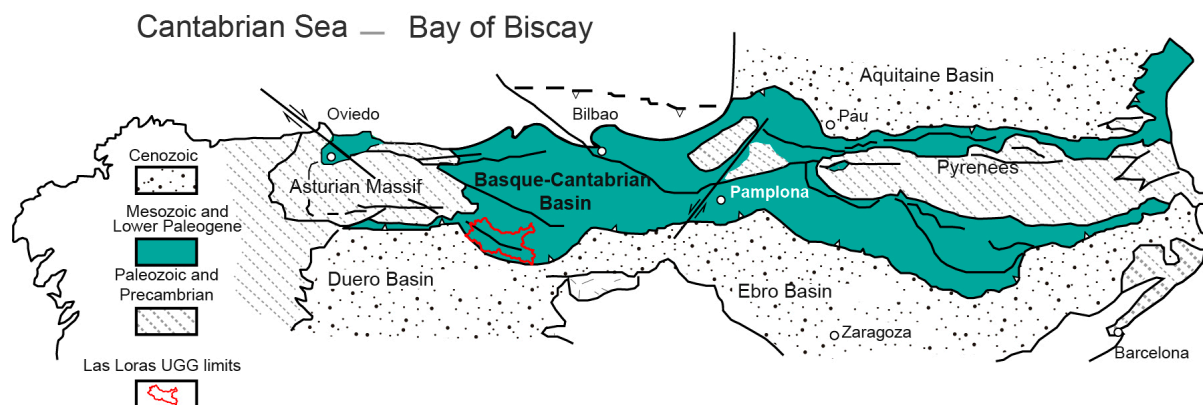 Cantabrian Sea — Bay of Biscay
Aquitaine Basin
Oviedo
Bilbao
Pau
Cenozoic
Asturian Massif
Basque-Cantabrian
Basin
Pyrenees
Pamplona
Mesozoic and
Lower Paleogene
Duero Basin
Ebro Basin
Paleozoic and
Precambrian
Zaragoza
Barcelona
Las Loras UGG limits